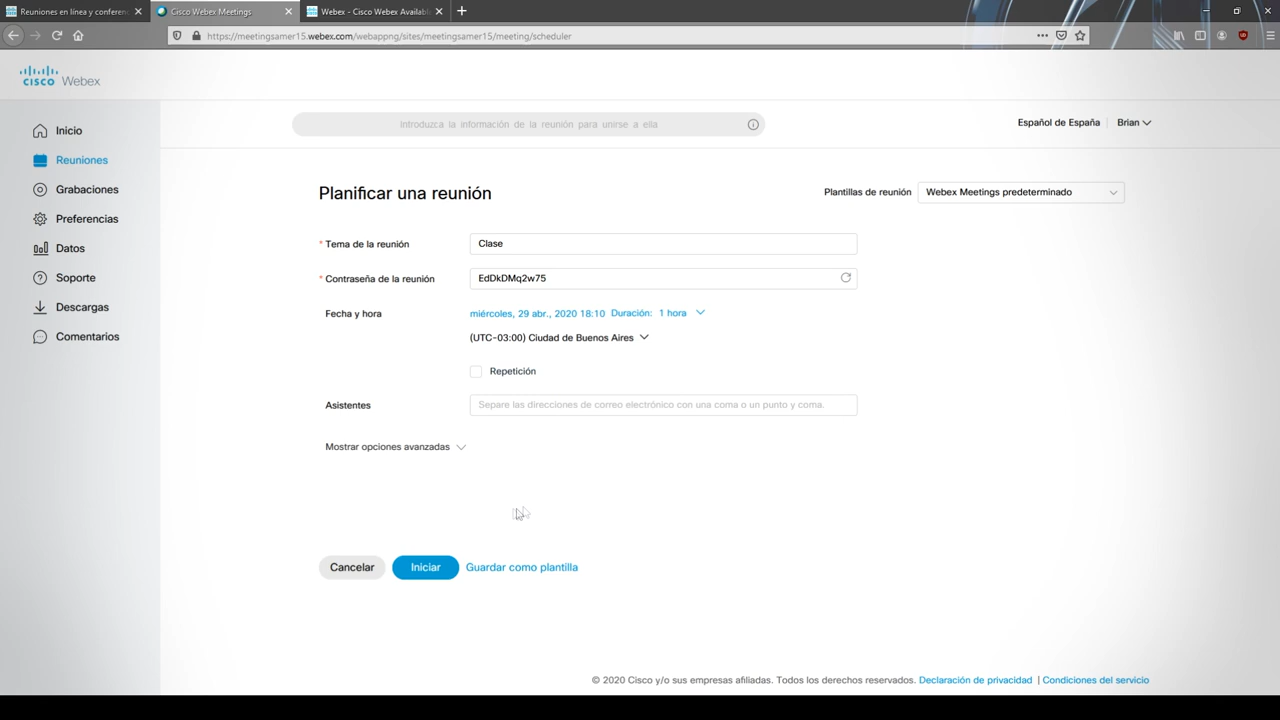 Reuniones en línea y conferen
Cisco Webex Meetings
Webex - Cisco Webex Availabl
https://meetingsamer15.webex.com/webappng/sites/meetingsamer15/meeting/scheduler
CISCO Webex
Inicio
Reuniones
Grabaciones
Preferencias
Datos
Soporte
Descargas
Comentarios
Introduzca la información de la reunión para unirse a ella
Español de España
Brian
Planificar una reunión
Plantillas de reunión
Webex Meetings predeterminado
* Tema de la reunión
Clase
* Contraseña de la reunión
EdDkDMq2w75
Fecha y hora
miércoles, 29 abr., 2020 18:10 Duración: 1 hora
(UTC-03:00) Ciudad de Buenos Aires
Repetición
Asistentes
Separe las direcciones de correo electrónico con una coma o un punto y coma.
Mostrar opciones avanzadas
Cancelar
Iniciar
Guardar como plantilla
© 2020 Cisco y/o sus empresas afiliadas. Todos los derechos reservados. Declaración de privacidad | Condiciones del servicio